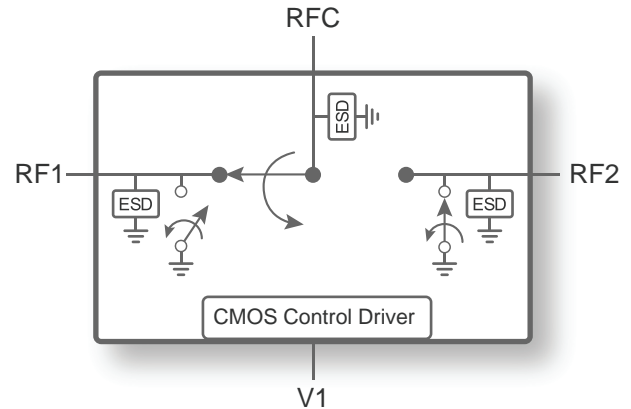 RFC
ESD
RF1
RF2
ESD
ESD
CMOS Control Driver
V1